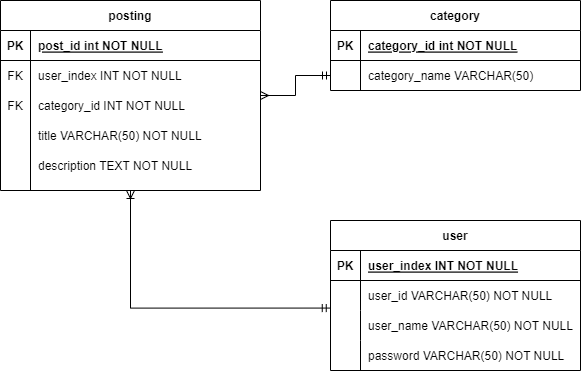 posting
PK post_id int NOT NULL
FK user_index INT NOT NULL
FK category_id INT NOT NULL
title VARCHAR(50) NOT NULL
description TEXT NOT NULL
category
PK category_id int NOT NULL
category_name VARCHAR(50)
user
PK user_index INT NOT NULL
user_id VARCHAR(50) NOT NULL
user_name VARCHAR(50) NOT NULL
password VARCHAR(50) NOT NULL